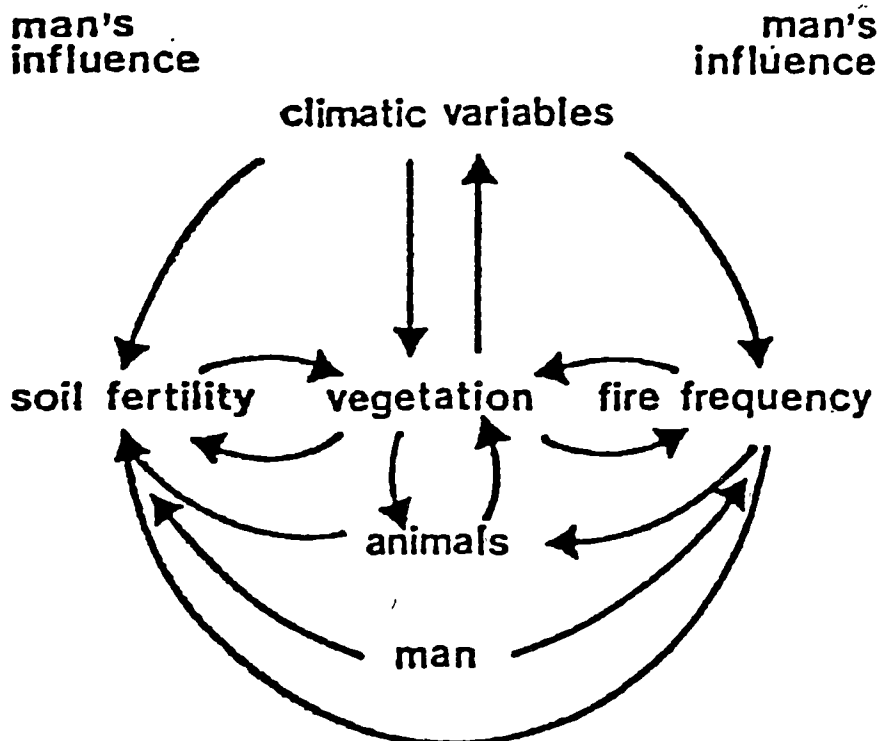 man's
influence
man's
influence
climatic variables
soil fertility vegetation fire frequency
animals
man